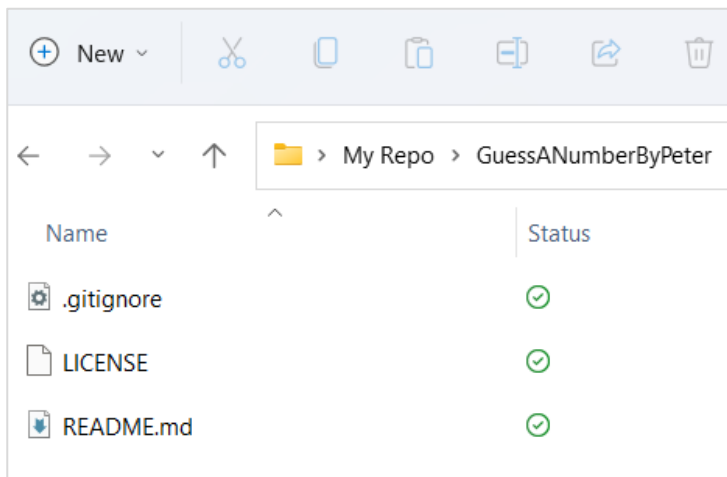 New
My Repo > GuessANumberByPeter
Name Status
.gitignore
LICENSE
README.md